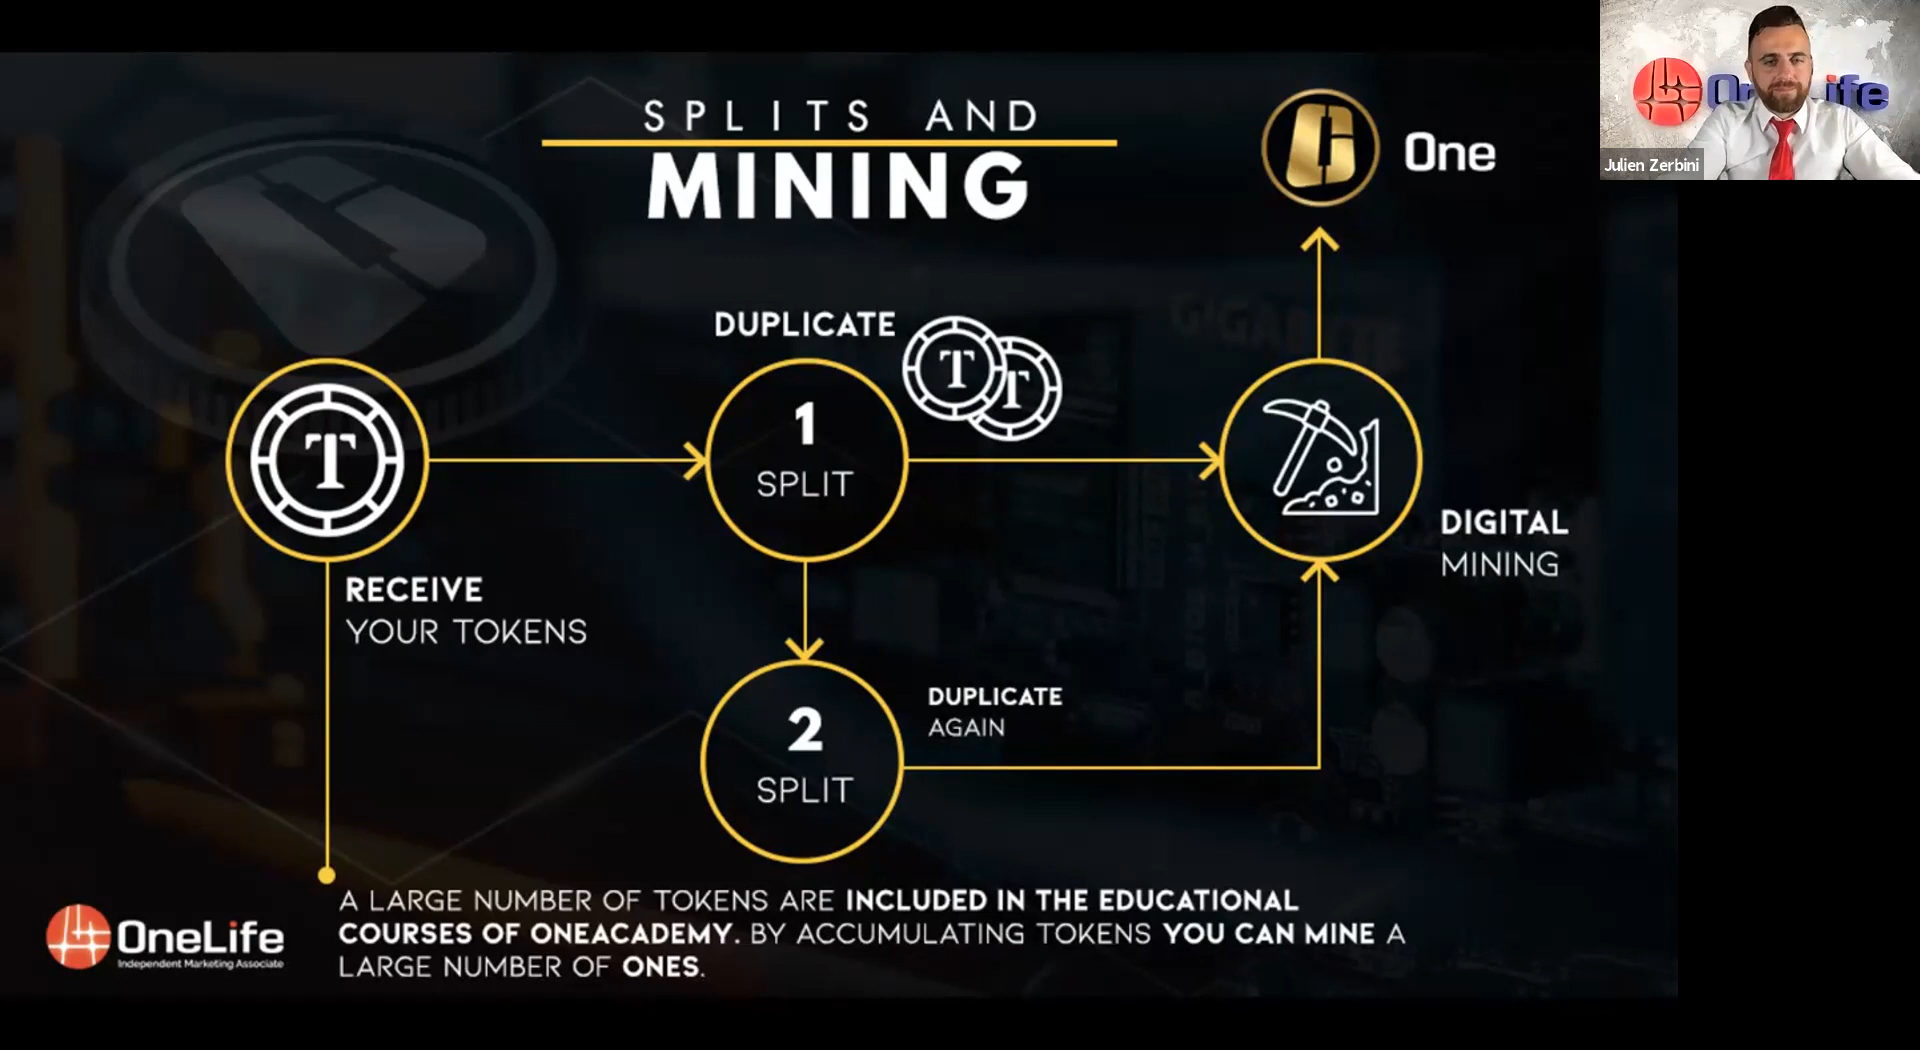 SPLITS AND
MINING
One
OneLife
Julien Zerbini
DUPLICATE
T
T
GIGABYTE
T
1
SPLIT
RECEIVE
YOUR TOKENS
DIGITAL
MINING
2
SPLIT
DUPLICATE
AGAIN
A LARGE NUMBER OF TOKENS ARE INCLUDED IN THE EDUCATIONAL
COURSES OF ONEACADEMY. BY ACCUMULATING TOKENS YOU CAN MINE A
LARGE NUMBER OF ONES.
OneLife
Independent Marketing Associate